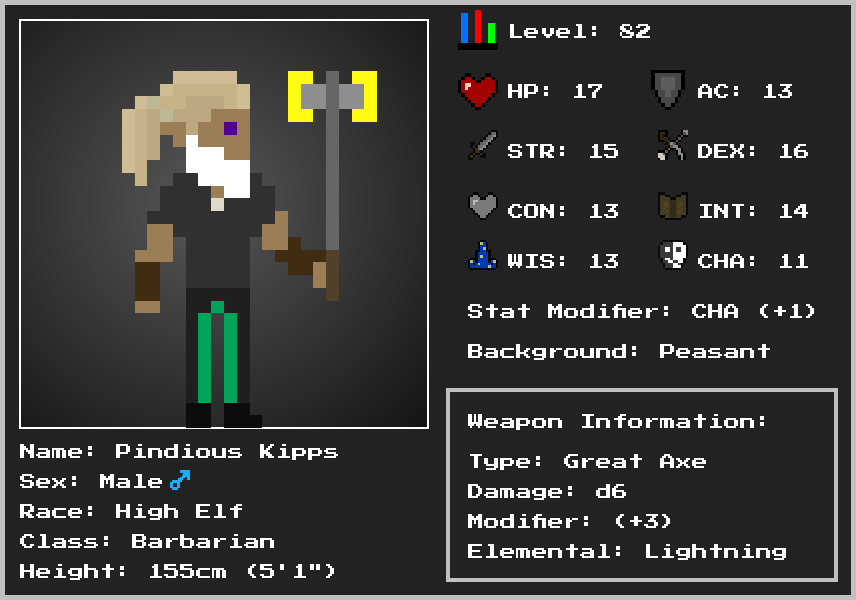 Level: 82
HP: 17
AC: 13
STR: 15
DEX: 16
CON: 13
INT: 14
WIS: 13
CHA: 11
Stat Modifier: CHA (+1)
Background: Peasant
Weapon Information:
Type: Great Axe
Damage: d6
Modifier: (+3)
Elemental: Lightning
Name: Pindious Kipps
Sex: Male ♂
Race: High Elf
Class: Barbarian
Height: 155cm (5'1")